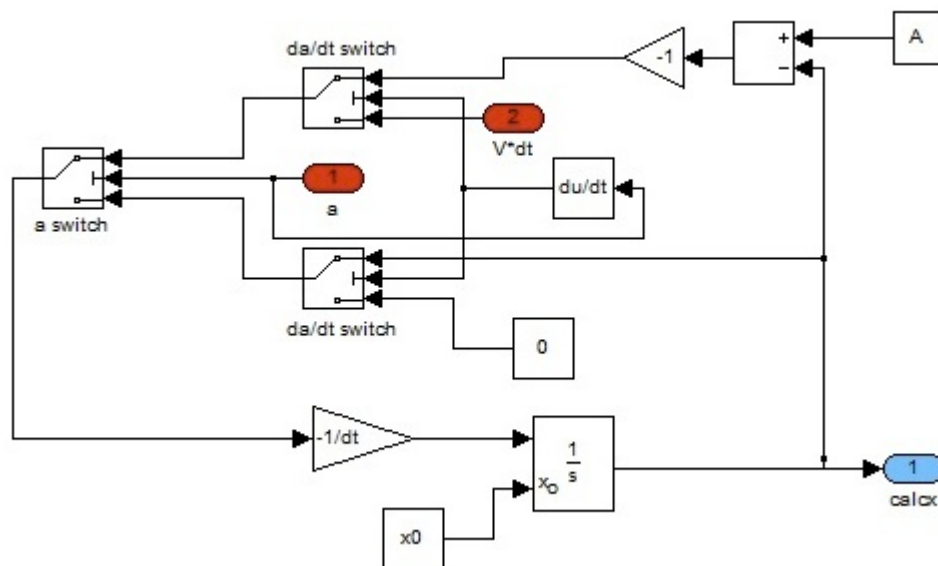 da/dt switch
-1
+
−
A
2
V*dt
1
a
du/dt
a switch
da/dt switch
0
-1/dt
1
s
xo
x0
1
calcx